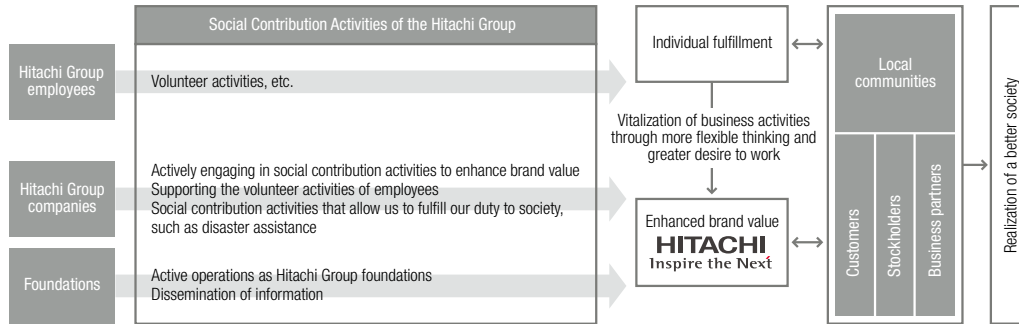 Social Contribution Activities of the Hitachi Group
Hitachi Group
employees
Volunteer activities, etc.
Hitachi Group
companies
Actively engaging in social contribution activities to enhance brand value
Supporting the volunteer activities of employees
Social contribution activities that allow us to fulfill our duty to society,
such as disaster assistance
Foundations
Active operations as Hitachi Group foundations
Dissemination of information
Individual fulfillment
Vitalization of business activities
through more flexible thinking and
greater desire to work
Enhanced brand value
HITACHI
Inspire the Next
Local
communities
Customers
Stockholders
Business partners
Realization of a better society